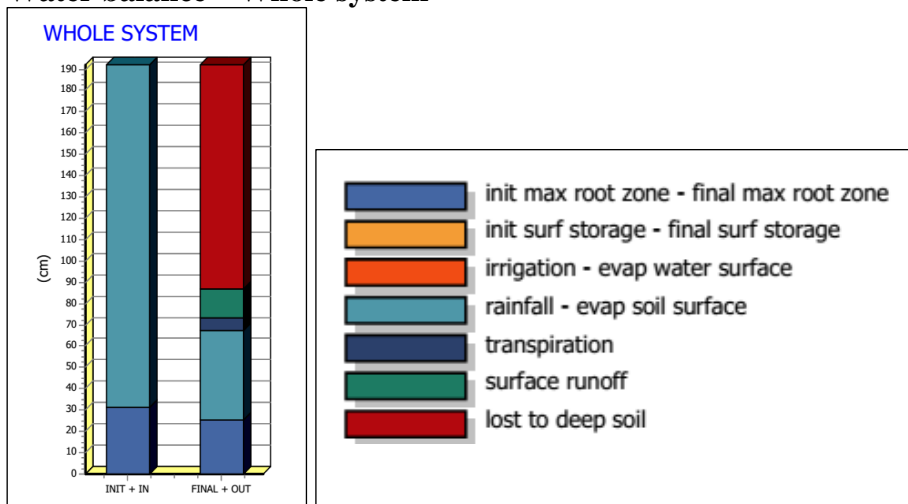 WHOLE SYSTEM
190
180
170
160
150
140
130
120
110
100
90
80
70
60
50
40
30
20
10
0
(cm)
INIT + IN
FINAL + OUT
init max root zone - final max root zone
init surf storage - final surf storage
irrigation - evap water surface
rainfall - evap soil surface
transpiration
surface runoff
lost to deep soil